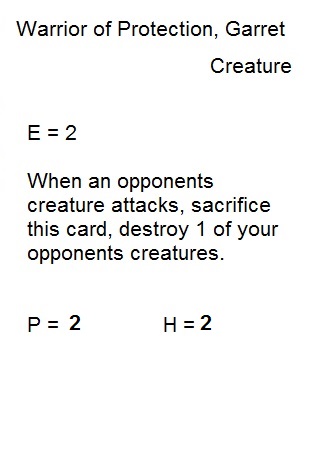 Warrior of Protection, Garret
Creature
E = 2
When an opponents
creature attacks, sacrifice
this card, destroy 1 of your
opponents creatures.
P = 2 H = 2